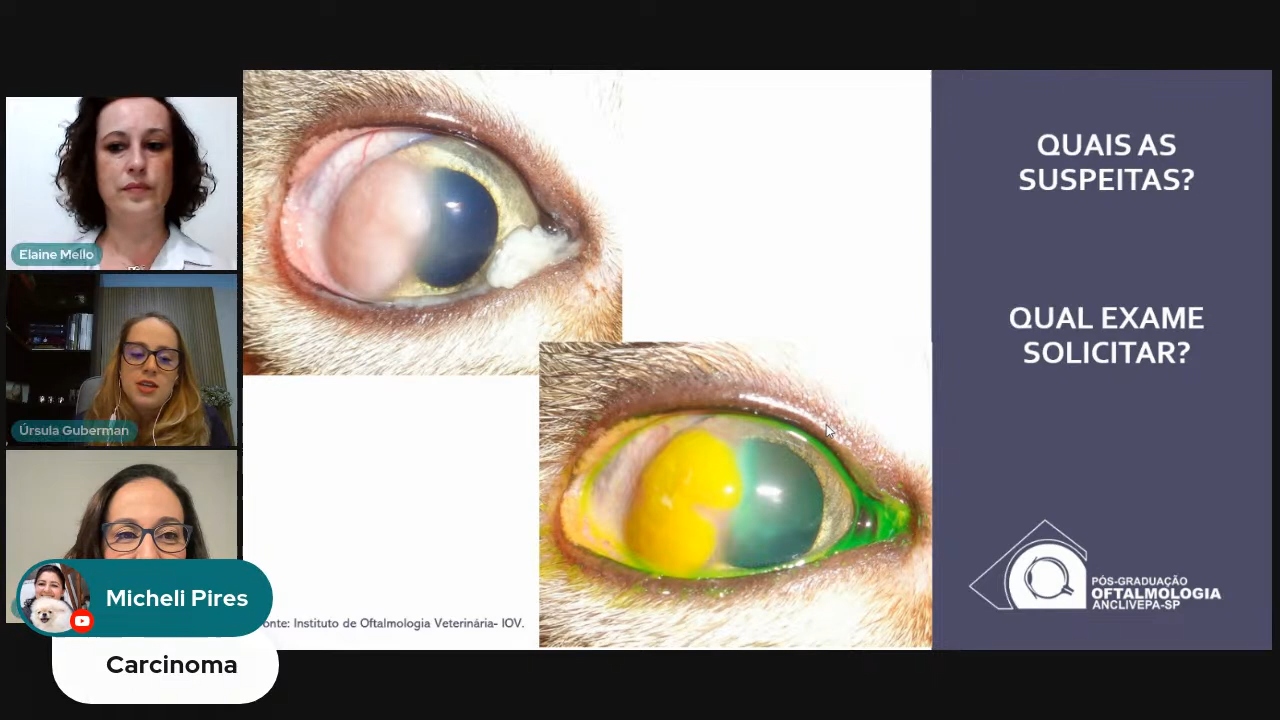 Elaine Mello
Úrsula Guberman
Micheli Pires
Carcinoma
QUAIS AS
SUSPEITAS?
QUAL EXAME
SOLICITAR?
PÓS-GRADUAÇÃO
OFTALMOLOGIA
ANCLIVEPA-SP
onte: Instituto de Oftalmologia Veterinária- IOV.